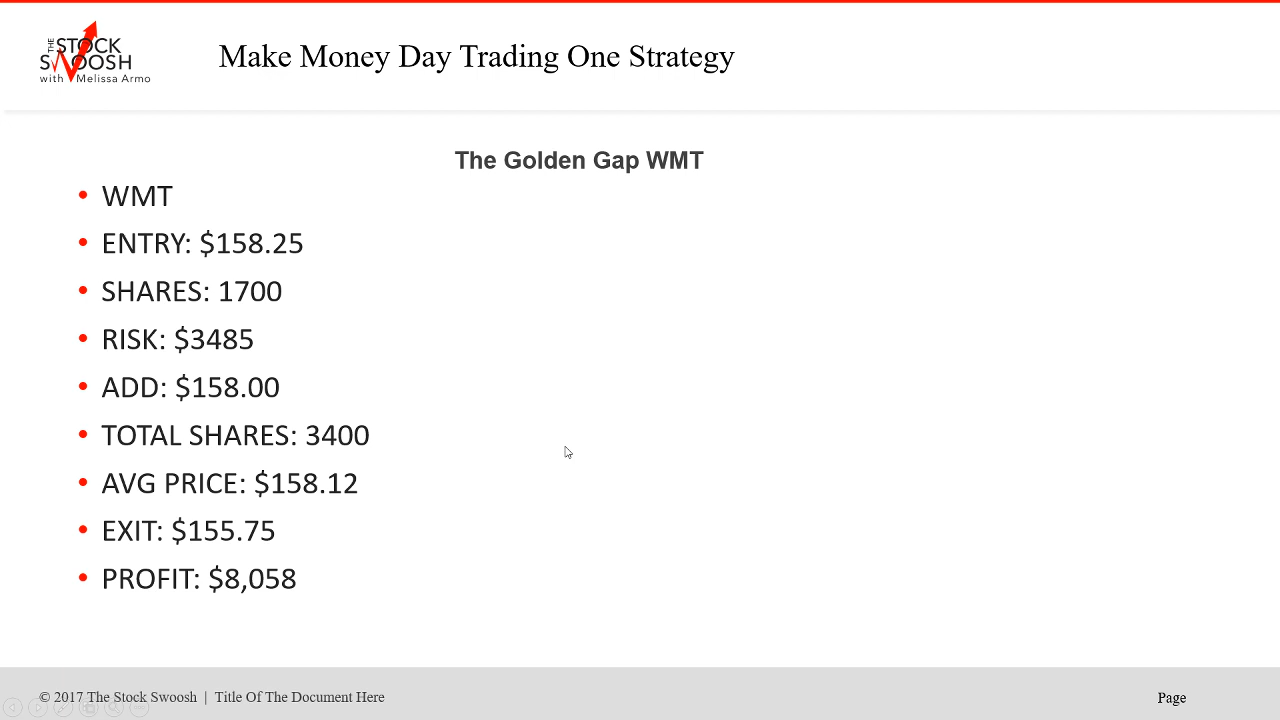 THE
STOCK
SWOOSH
with Melissa Armo
Make Money Day Trading One Strategy
The Golden Gap WMT
• WMT
• ENTRY: $158.25
• SHARES: 1700
• RISK: $3485
• ADD: $158.00
• TOTAL SHARES: 3400
• AVG PRICE: $158.12
• EXIT: $155.75
• PROFIT: $8,058
© 2017 The Stock Swoosh | Title Of The Document Here
Page